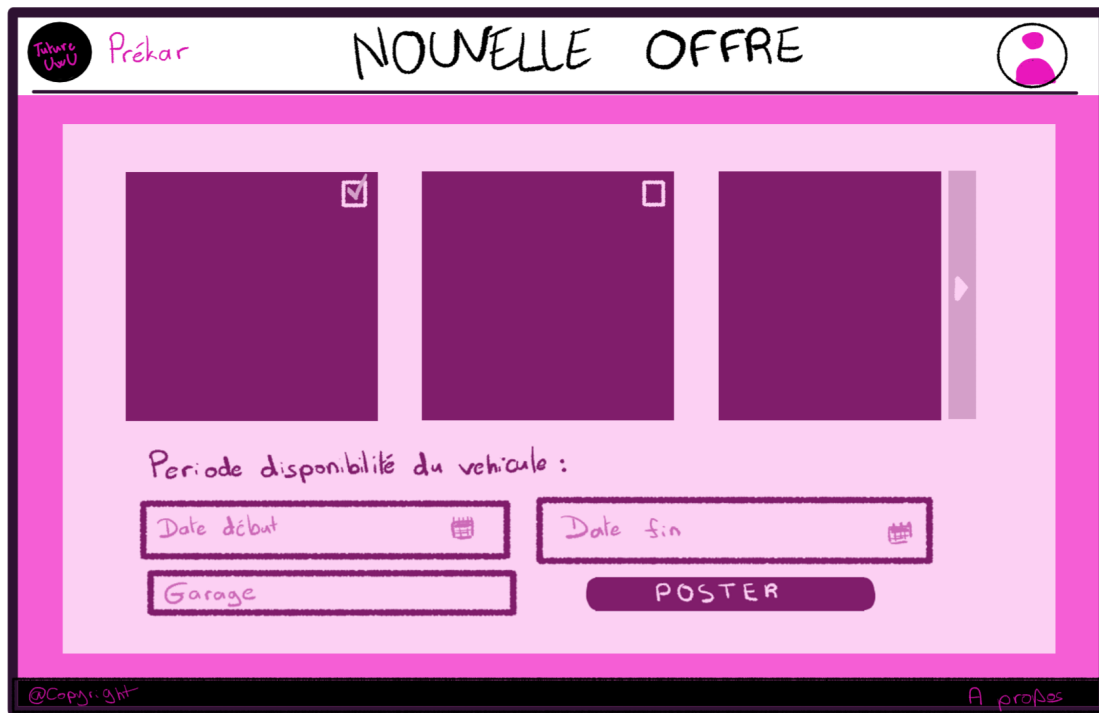 Tuture
UwU
Prékar
NOUVELLE OFFRE
Periode disponibilité du vehicule :
Date début
Date fin
Garage
POSTER
@Copyright
A propos